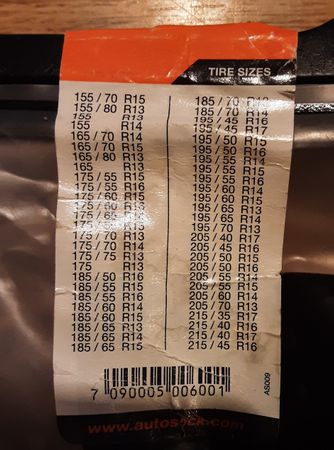 TIRE SIZES
155 / 70 R15
155 / 80 R13
155 R13
155 R14
165 / 70 R14
165 / 70 R15
165 / 80 R13
165 R13
175 / 55 R15
175 / 55 R16
175 / 60 R15
175 / 60 R13
175 / 65 R14
175 R15
175 / 70 R13
175 / 70 R14
175 / 75 R13
175 R13
185 / 50 R16
185 / 55 R15
185 / 55 R16
185 / 60 R14
185 / 60 R15
185 / 65 R13
185 / 65 R14
185 / 65 R15
185 / 70
185 / 70 R14
195 / 45 R16
195 / 45 R17
195 / 50 R15
195 / 50 R16
195 / 55 R14
195 / 55 R15
195 / 55 R16
195 / 60 R14
195 / 60 R15
195 / 65 R13
195 / 65 R14
195 / 70 R13
205 / 40 R17
205 / 45 R16
205 / 50 R15
205 / 55
205 / 55 R14
205 / 60
205 / 70 R14
215 / 35 R17
215 / 40 R16
215 / 40 R17
215 / 45 R16
7 090005 006001
AS009
www.autosock.com